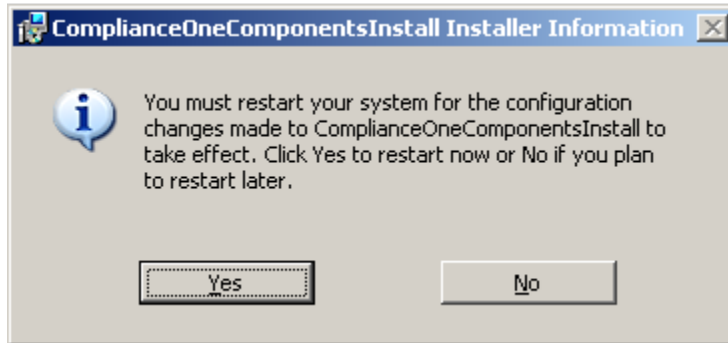 ComplianceOneComponentsInstall Installer Information
You must restart your system for the configuration
changes made to ComplianceOneComponentsInstall to
take effect. Click Yes to restart now or No if you plan
to restart later.
Yes
No